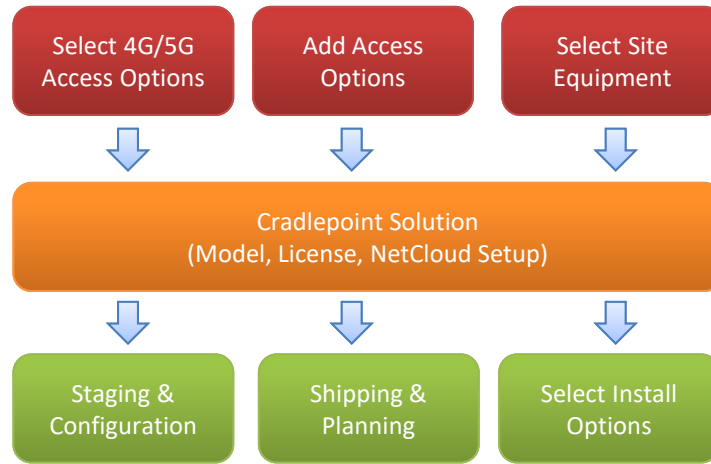 Select 4G/5G
Access Options
Add Access
Options
Select Site
Equipment
Cradlepoint Solution
(Model, License, NetCloud Setup)
Staging &
Configuration
Shipping &
Planning
Select Install
Options